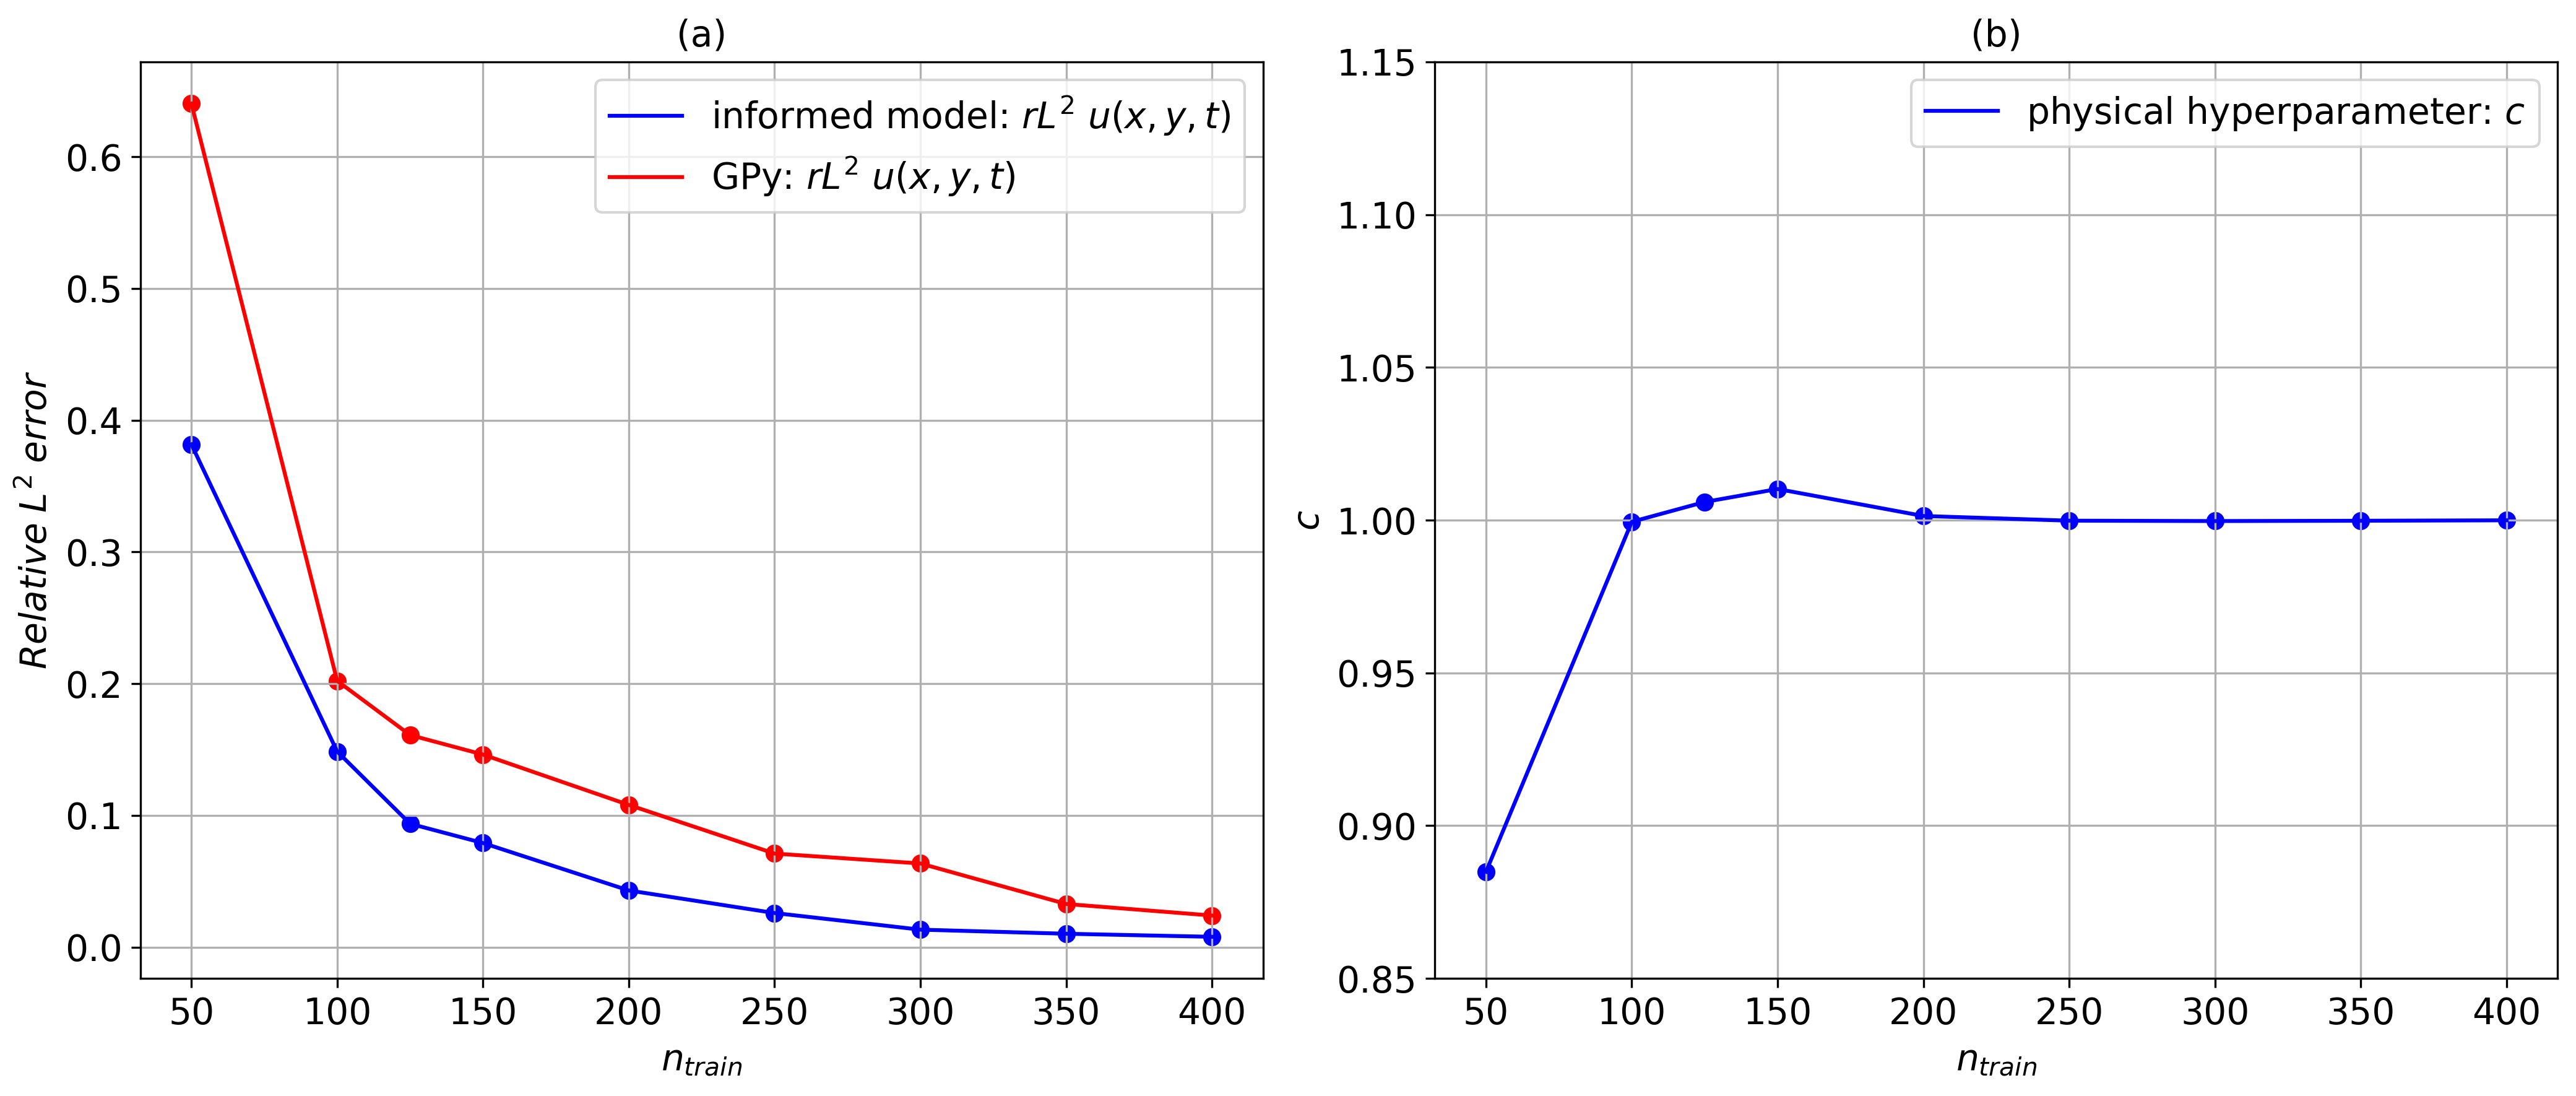 (a)
informed model: rL² u(x, y, t)
GPy: rL² u(x, y, t)
0.6
0.5
0.4
0.3
0.2
0.1
0.0
Relative L² error
50 100 150 200 250 300 350 400
n_train
(b)
physical hyperparameter: c
1.15
1.10
1.05
1.00
0.95
0.90
0.85
c
50 100 150 200 250 300 350 400
n_train